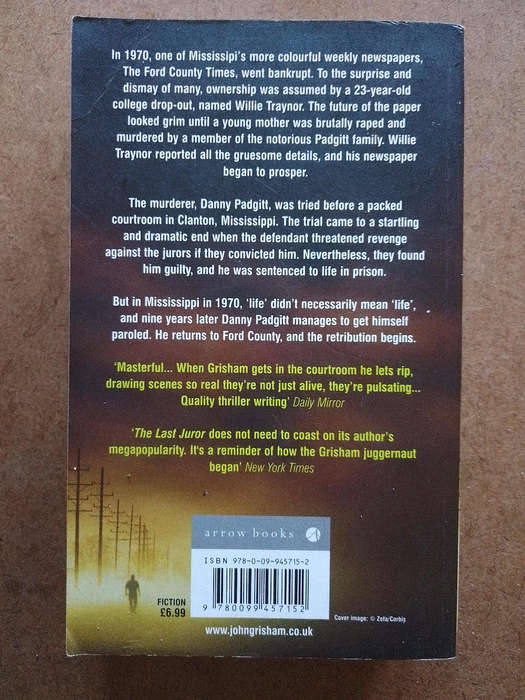 In 1970, one of Mississipi's more colourful weekly newspapers,
The Ford County Times, went bankrupt. To the surprise and
dismay of many, ownership was assumed by a 23-year-old
college drop-out, named Willie Traynor. The future of the paper
looked grim until a young mother was brutally raped and
murdered by a member of the notorious Padgitt family. Willie
Traynor reported all the gruesome details, and his newspaper
began to prosper.
The murderer, Danny Padgitt, was tried before a packed
courtroom in Clanton, Mississippi. The trial came to a startling
and dramatic end when the defendant threatened revenge
against the jurors if they convicted him. Nevertheless, they found
him guilty, and he was sentenced to life in prison.
But in Mississippi in 1970, 'life' didn't necessarily mean 'life',
and nine years later Danny Padgitt manages to get himself
paroled. He returns to Ford County, and the retribution begins.
'Masterful... When Grisham gets in the courtroom he lets rip,
drawing scenes so real they're not just alive, they're pulsating...
Quality thriller writing' Daily Mirror
'The Last Juror does not need to coast on its author's
megapopularity. It's a reminder of how the Grisham juggernaut
began' New York Times
arrow books
ISBN 978-0-09-945715-2
9 780099 457152
FICTION
£6.99
Cover image: © Zefa/Corbis
www.johngrisham.co.uk